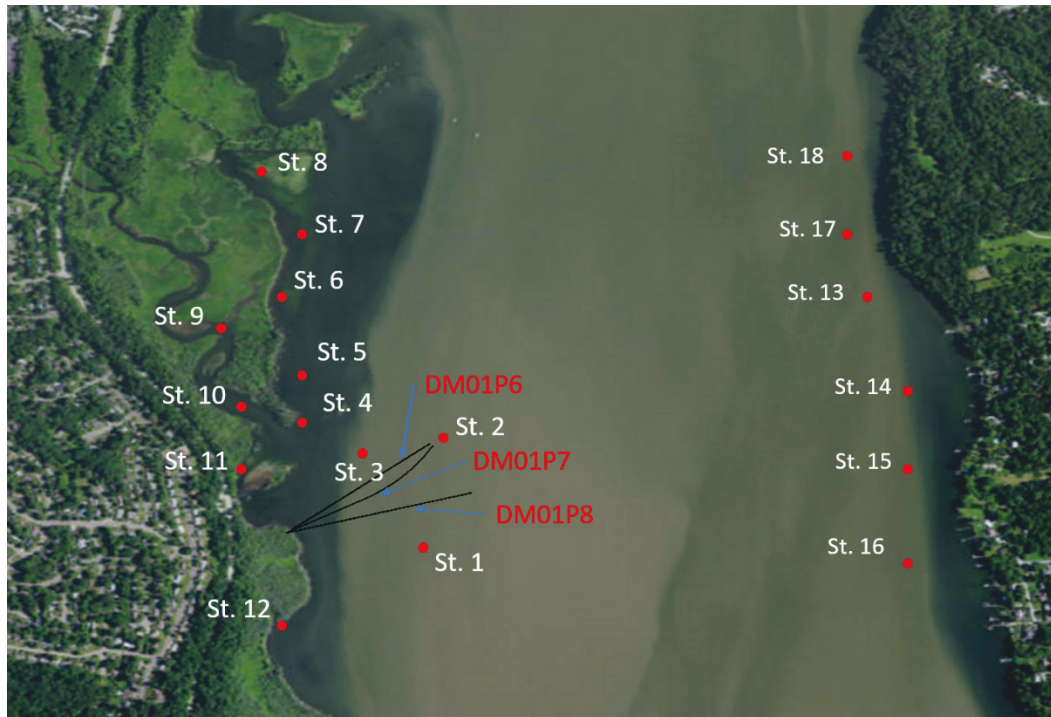 St. 8
St. 18
St. 7
St. 17
St. 6
St. 13
St. 9
St. 5
DM01P6
St. 10
St. 4
St. 14
St. 2
St. 11
St. 3
DM01P7
St. 15
DM01P8
St. 1
St. 16
St. 12